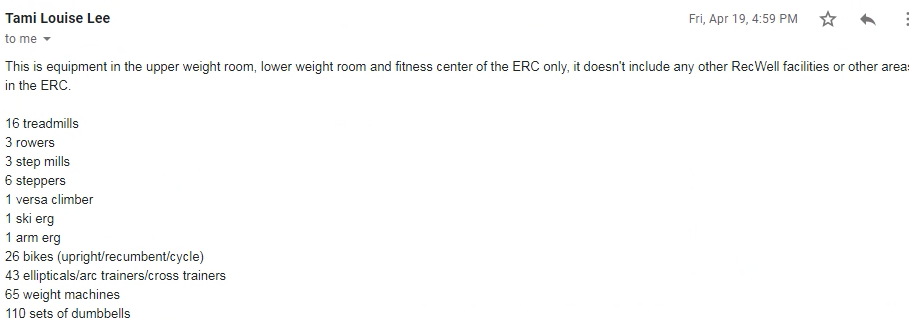 Tami Louise Lee
Fri, Apr 19, 4:59 PM
to me
This is equipment in the upper weight room, lower weight room and fitness center of the ERC only, it doesn't include any other RecWell facilities or other areas
in the ERC.
16 treadmills
3 rowers
3 step mills
6 steppers
1 versa climber
1 ski erg
1 arm erg
26 bikes (upright/recumbent/cycle)
43 ellipticals/arc trainers/cross trainers
65 weight machines
110 sets of dumbbells